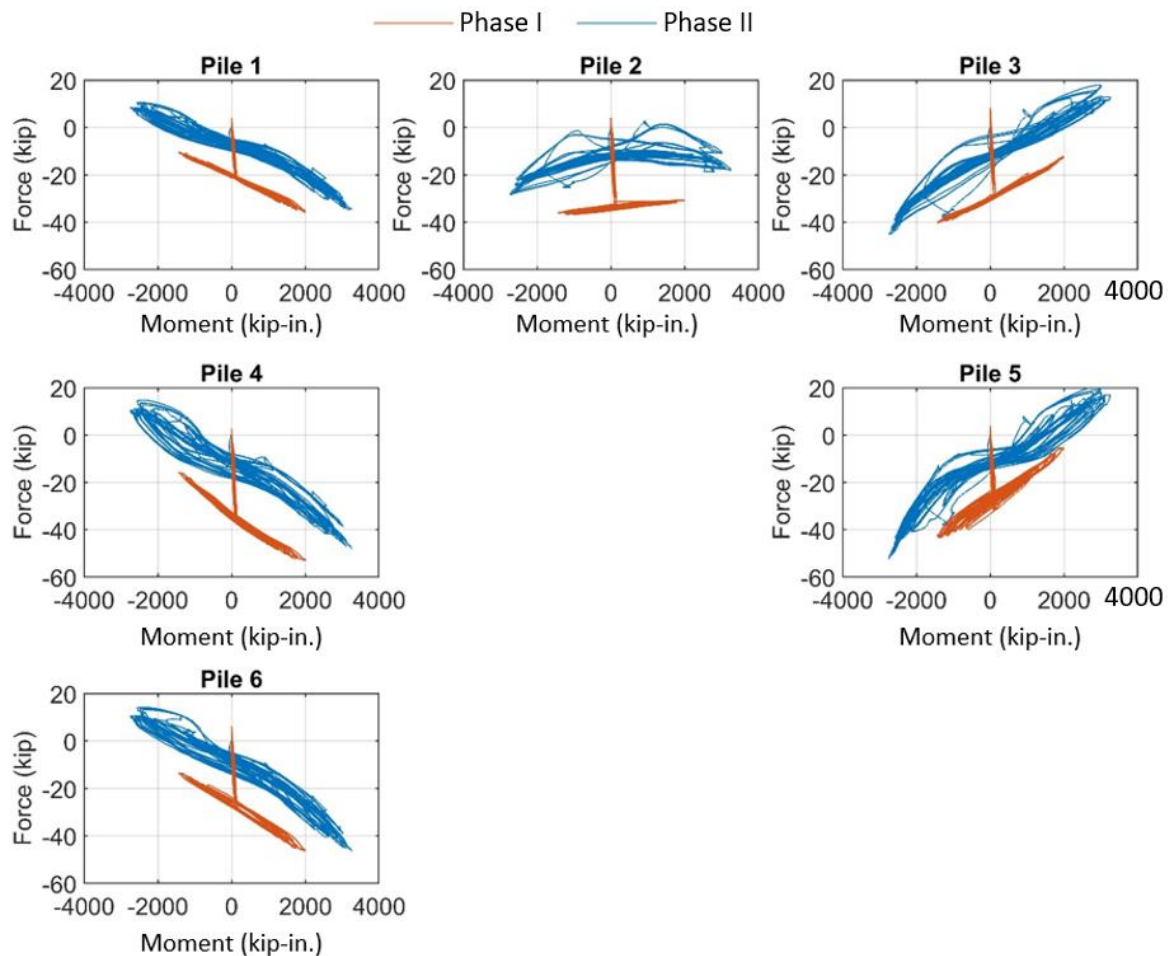 Phase I Phase II
Pile 1 Pile 2 Pile 3
20 20 20
0 0 0
-20 -20 -20
-40 -40 -40
-60 -60 -60
Force (kip) Force (kip) Force (kip)
-4000 -2000 0 2000 4000 -4000 -2000 0 2000 4000 -4000 -2000 0 2000 4000
Moment (kip-in.) Moment (kip-in.) Moment (kip-in.)
Pile 4 Pile 5
20 20
0 0
-20 -20
-40 -40
-60 -60
Force (kip) Force (kip)
-4000 -2000 0 2000 4000 -4000 -2000 0 2000 4000
Moment (kip-in.) Moment (kip-in.)
Pile 6
20
0
-20
-40
-60
Force (kip)
-4000 -2000 0 2000 4000
Moment (kip-in.)